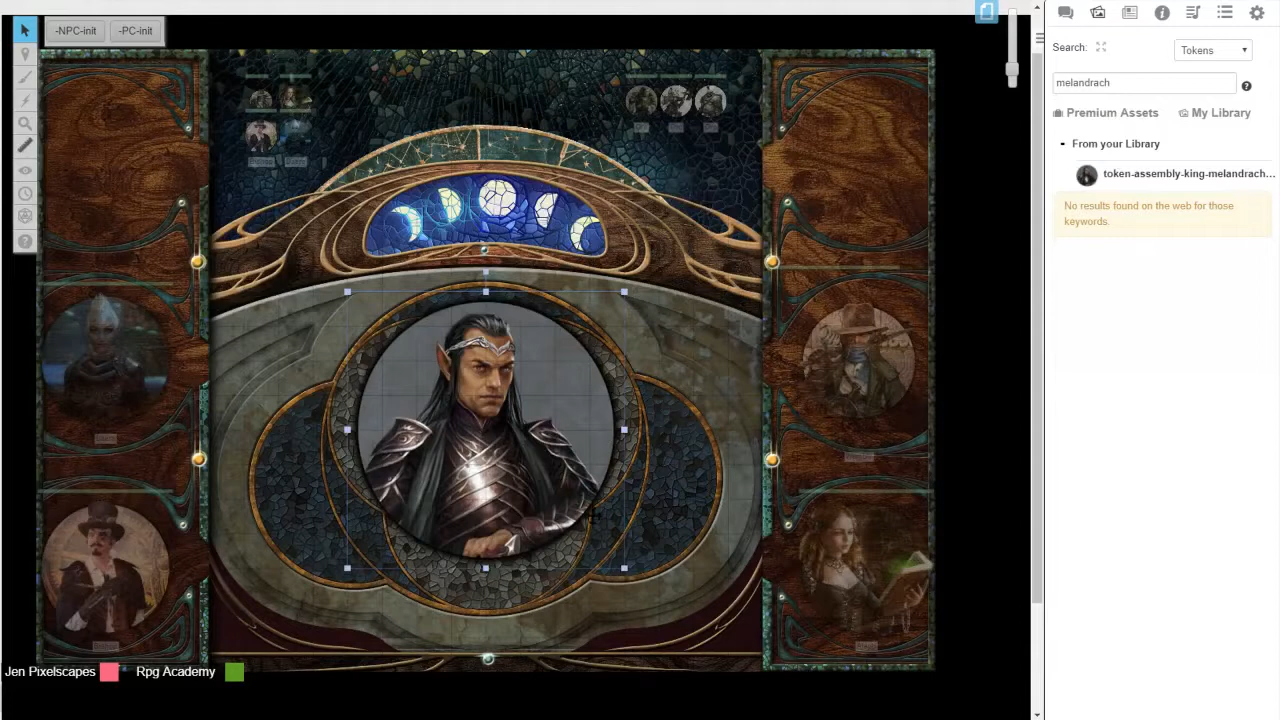 -NPC-init
-PC-init
Search:
Tokens
melandrach
Premium Assets
My Library
From your Library
token-assembly-king-melandrach...
No results found on the web for those
keywords.
Jen Pixelscapes
Rpg Academy